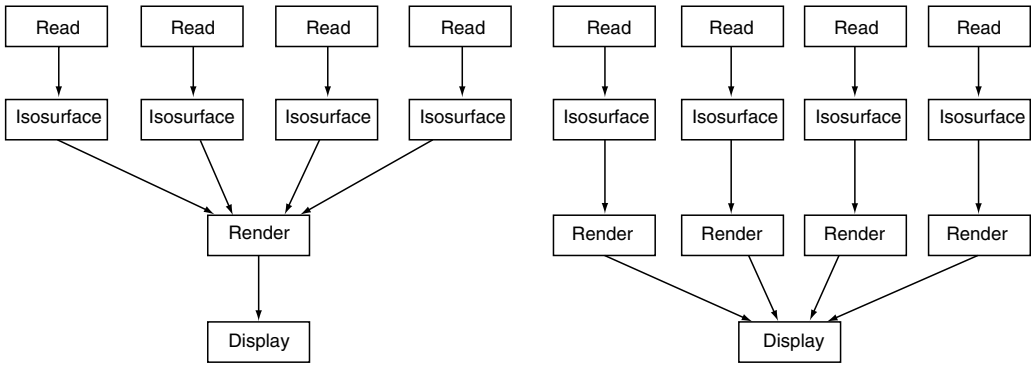 Read Read Read Read Read Read Read Read
Isosurface Isosurface Isosurface Isosurface Isosurface Isosurface Isosurface Isosurface
Render Render Render Render Render
Display Display